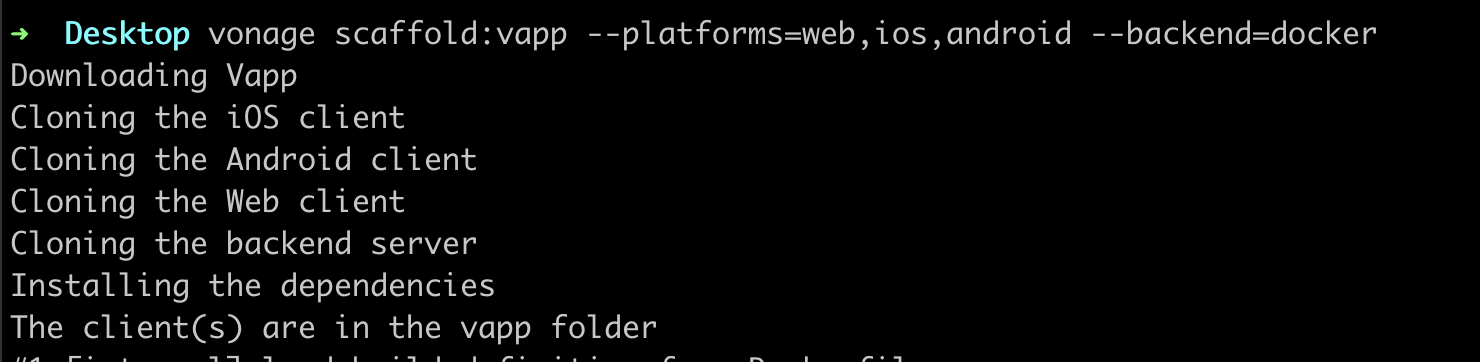 ➜ Desktop vonage scaffold:vapp --platforms=web,ios,android --backend=docker
Downloading Vapp
Cloning the iOS client
Cloning the Android client
Cloning the Web client
Cloning the backend server
Installing the dependencies
The client(s) are in the vapp folder